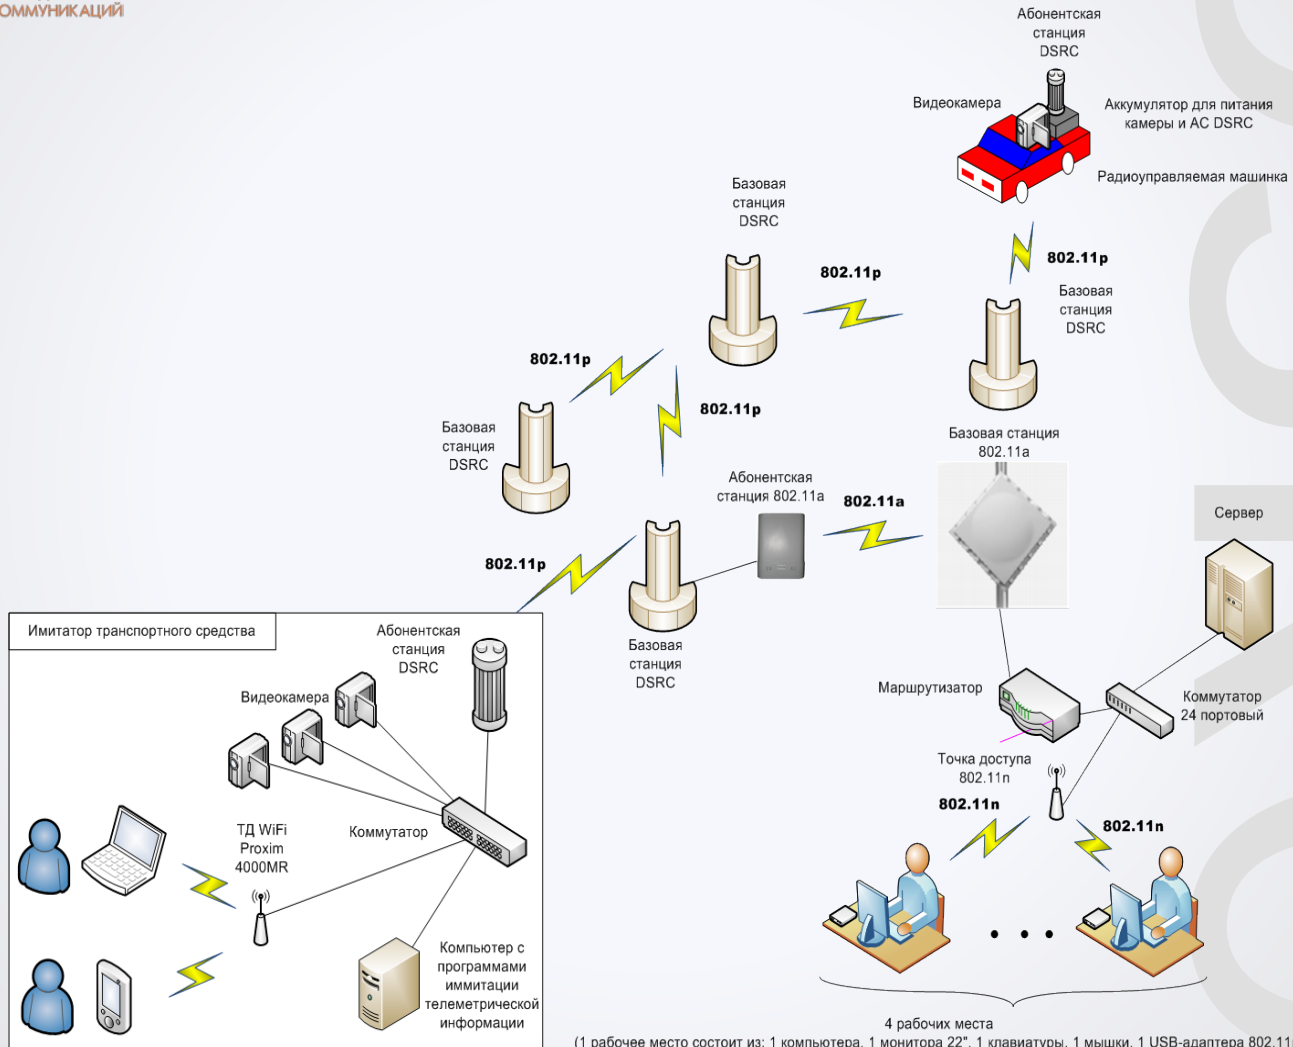 ОММУНИКАЦИЙ
Абонентская
станция
DSRC
Видеокамера
Аккумулятор для питания
камеры и АС DSRC
Радиоуправляемая машинка
Базовая
станция
DSRC
802.11p
802.11p
Базовая
станция
DSRC
802.11p
802.11p
Базовая
станция
DSRC
Базовая станция
802.11a
Абонентская
станция 802.11a
802.11a
Сервер
802.11p
Имитатор транспортного средства
Абонентская
станция
DSRC
Базовая
станция
DSRC
Видеокамера
Маршрутизатор
Коммутатор
24 портовый
Точка доступа
802.11n
802.11n
802.11n
ТД WiFi
Proxim
4000MR
Коммутатор
Компьютер с
программами
иммитации
телеметрической
информации
4 рабочих места
(1 рабочее место состоит из: 1 компьютера, 1 монитора 22", 1 клавиатуры, 1 мышки, 1 USB-адаптера 802.11n